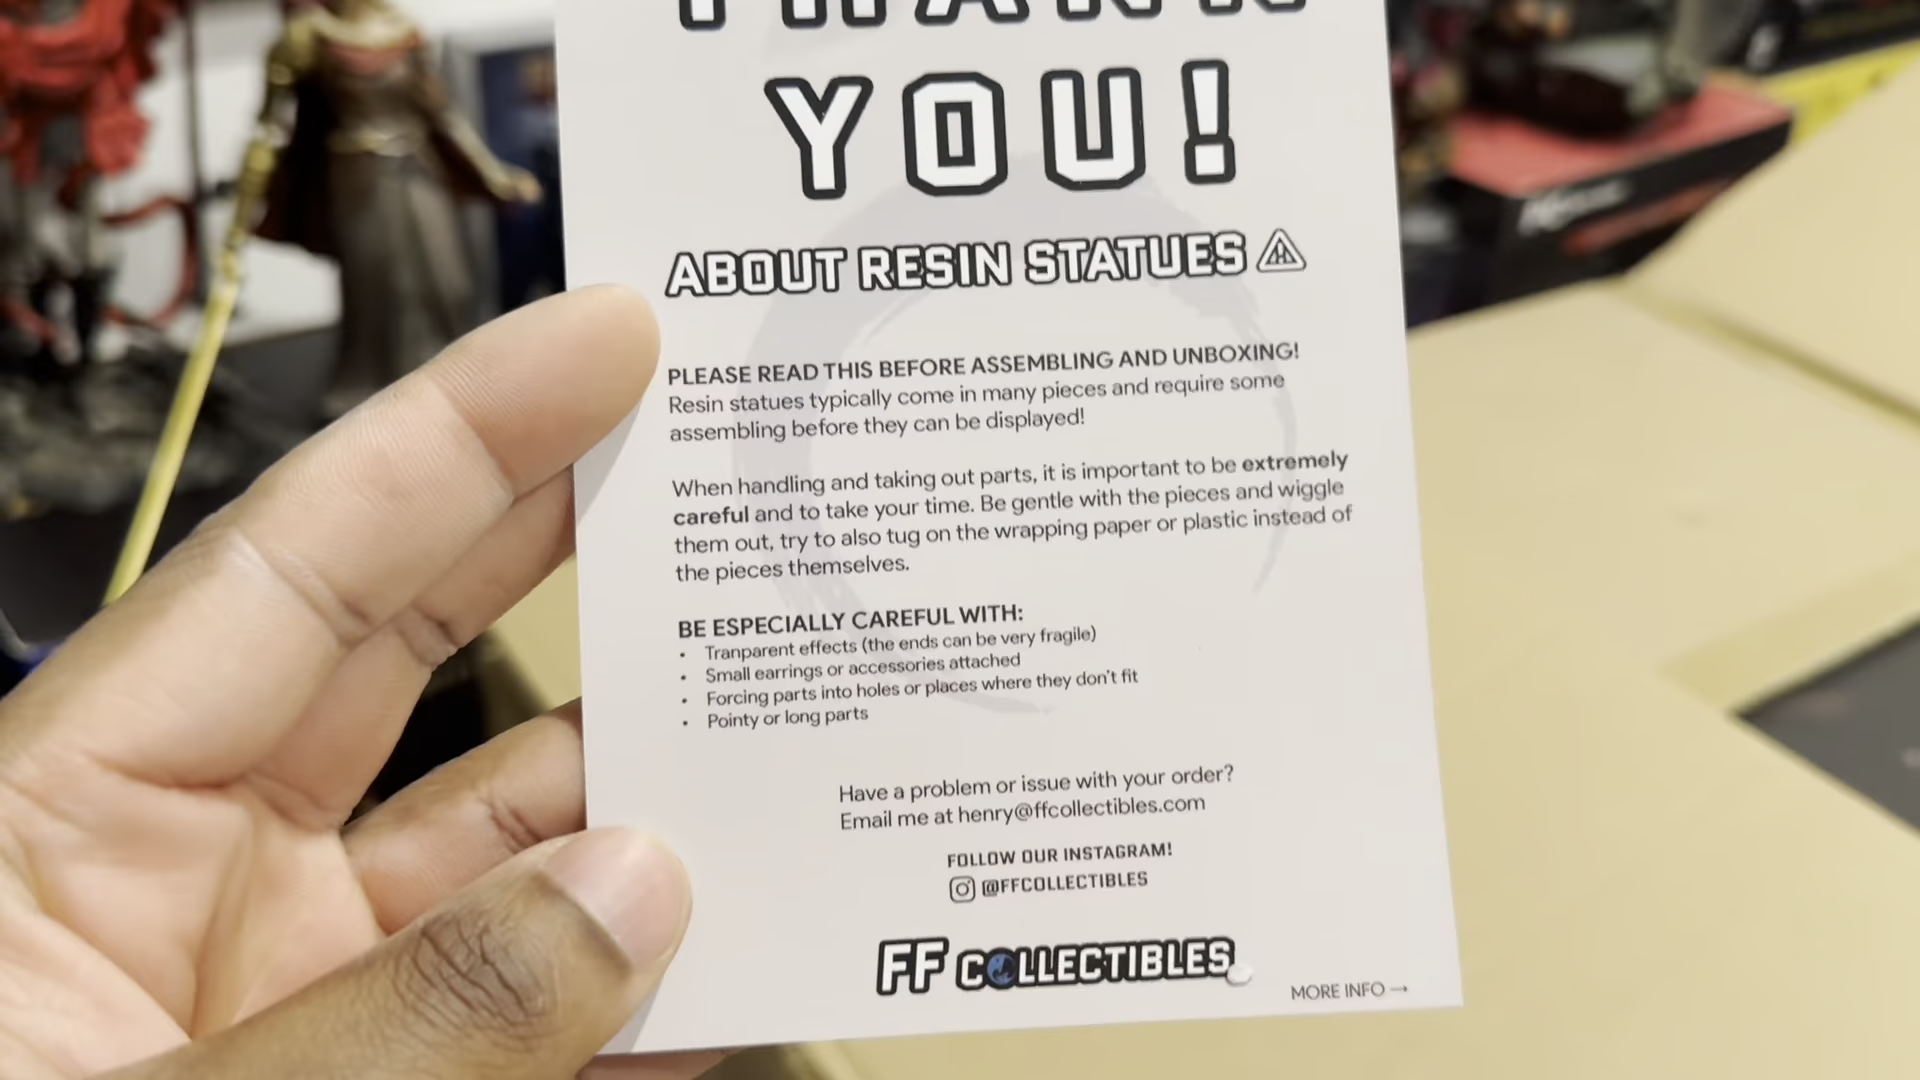 THANK
YOU!
ABOUT RESIN STATUES
PLEASE READ THIS BEFORE ASSEMBLING AND UNBOXING!
Resin statues typically come in many pieces and require some
assembling before they can be displayed!
When handling and taking out parts, it is important to be extremely
careful and to take your time. Be gentle with the pieces and wiggle
them out, try to also tug on the wrapping paper or plastic instead of
the pieces themselves.
BE ESPECIALLY CAREFUL WITH:
• Tranparent effects (the ends can be very fragile)
• Small earrings or accessories attached
• Forcing parts into holes or places where they don't fit
• Pointy or long parts
Have a problem or issue with your order?
Email me at henry@ffcollectibles.com
FOLLOW OUR INSTAGRAM!
@FFCOLLECTIBLES
FF COLLECTIBLES
MORE INFO →